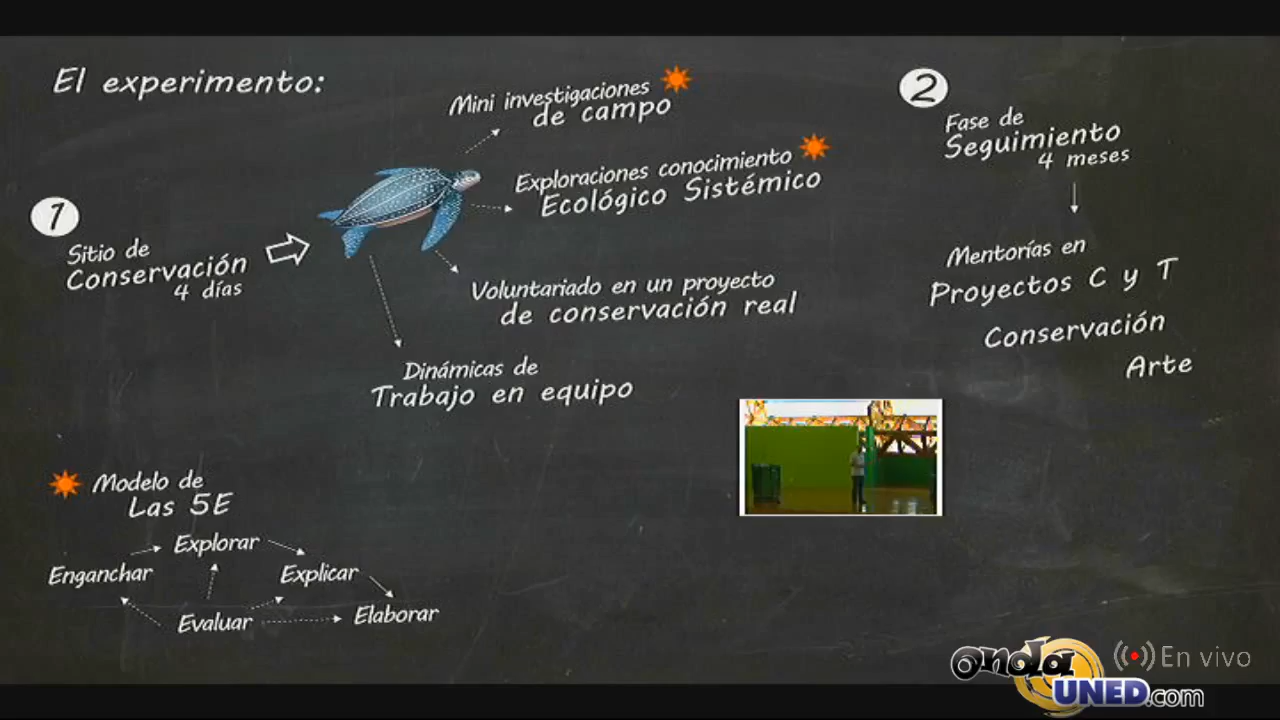 El experimento:
1
Sitio de
Conservación
4 días
Mini investigaciones
de campo
Exploraciones conocimiento
Ecológico Sistémico
Voluntariado en un proyecto
de conservación real
Dinámicas de
Trabajo en equipo
2
Fase de
Seguimiento
4 meses
Mentorías en
Proyectos C y T
Conservación
Arte
Modelo de
Las 5E
Enganchar
Explorar
Explicar
Elaborar
Evaluar
onda
UNED.com
En vivo